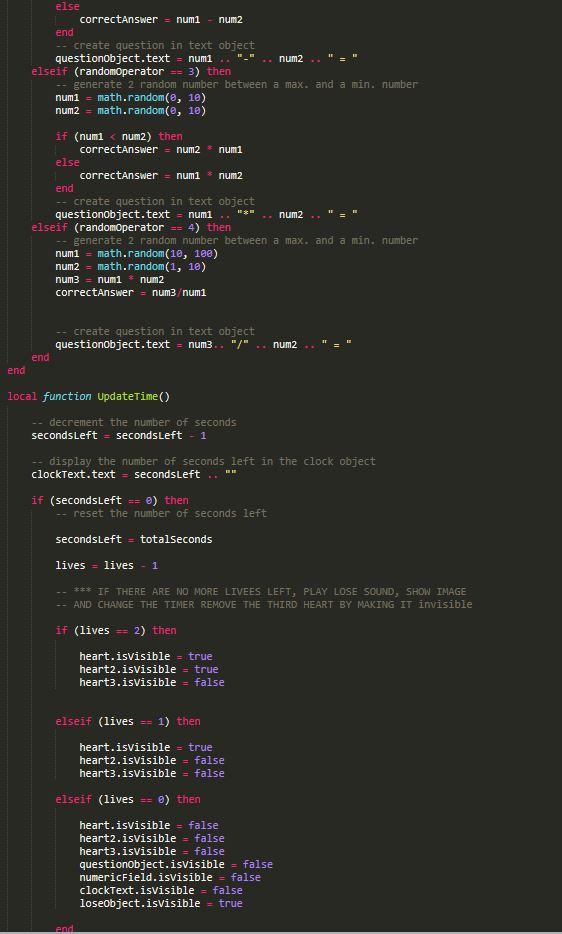 else
correctAnswer = num1 - num2
end
-- create question in text object
questionObject.text = num1 .. "-" .. num2 .. " = "
elseif (randomOperator == 3) then
-- generate 2 random number between a max. and a min. number
num1 = math.random(0, 10)
num2 = math.random(0, 10)
if (num1 < num2) then
correctAnswer = num2 * num1
else
correctAnswer = num1 * num2
end
-- create question in text object
questionObject.text = num1 .. "*" .. num2 .. " = "
elseif (randomOperator == 4) then
-- generate 2 random number between a max. and a min. number
num1 = math.random(10, 100)
num2 = math.random(1, 10)
num3 = num1 * num2
correctAnswer = num3/num1
-- create question in text object
questionObject.text = num3.. "/" .. num2 .. " = "
end
end
local function UpdateTime()
-- decrement the number of seconds
secondsLeft = secondsLeft - 1
-- display the number of seconds left in the clock object
clockText.text = secondsLeft .. ""
if (secondsLeft == 0) then
-- reset the number of seconds left
secondsLeft = totalSeconds
lives = lives - 1
-- *** IF THERE ARE NO MORE LIVEES LEFT, PLAY LOSE SOUND, SHOW IMAGE
-- AND CHANGE THE TIMER REMOVE THE THIRD HEART BY MAKING IT invisible
if (lives == 2) then
heart.isVisible = true
heart2.isVisible = true
heart3.isVisible = false
elseif (lives == 1) then
heart.isVisible = true
heart2.isVisible = false
heart3.isVisible = false
elseif (lives == 0) then
heart.isVisible = false
heart2.isVisible = false
heart3.isVisible = false
questionObject.isVisible = false
numericField.isVisible = false
clockText.isVisible = false
loseObject.isVisible = true
end